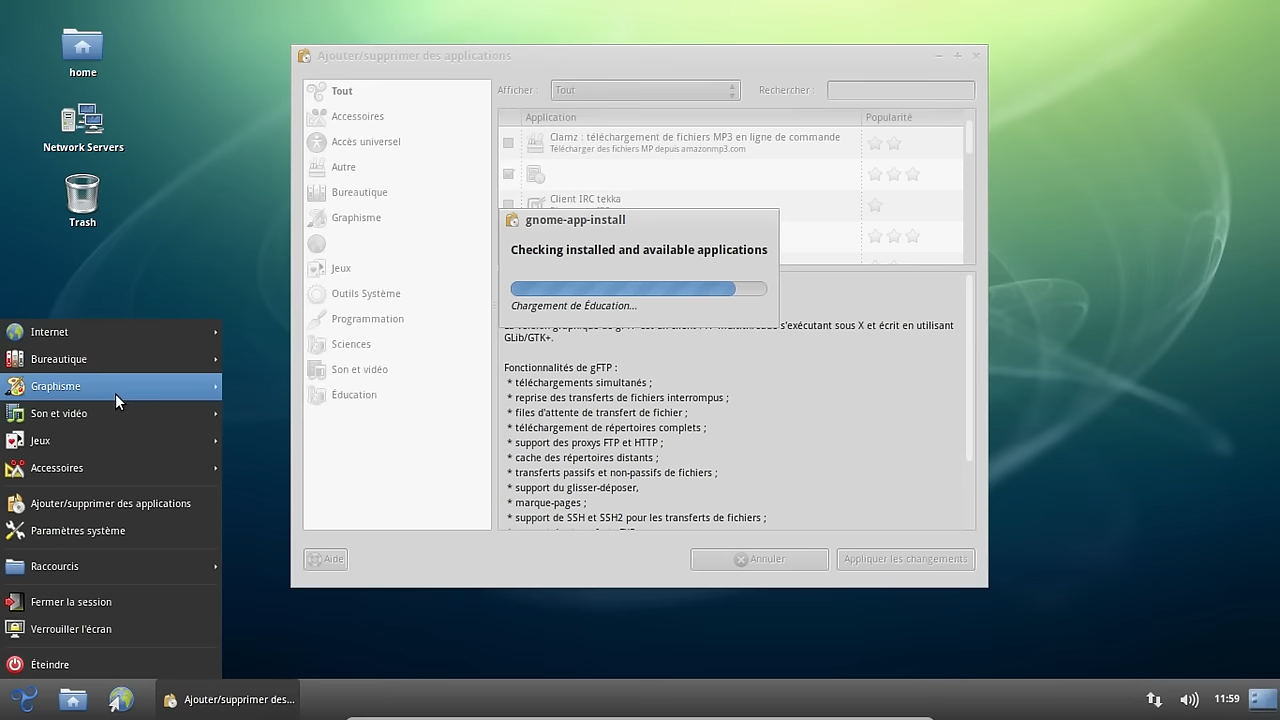 home
Network Servers
Trash
Ajouter/supprimer des applications
Tout
Accessoires
Accès universel
Autre
Bureautique
Graphisme
Jeux
Outils Système
Programmation
Sciences
Son et vidéo
Éducation
Afficher :
Tout
Rechercher :
Application
Popularité
Clamz : téléchargement de fichiers MP3 en ligne de commande
Télécharger des fichiers MP depuis amazonmp3.com
Client IRC tekka
gnome-app-install
Checking installed and available applications
Chargement de Éducation...
s'exécutant sous X et écrit en utilisant
GLib/GTK+.
Fonctionnalités de gFTP :
* téléchargements simultanés ;
* reprise des transferts de fichiers interrompus ;
* files d'attente de transfert de fichier ;
* téléchargement de répertoires complets ;
* support des proxys FTP et HTTP ;
* cache des répertoires distants ;
* transferts passifs et non-passifs de fichiers ;
* support du glisser-déposer,
* marque-pages ;
* support de SSH et SSH2 pour les transferts de fichiers ;
Aide
Annuler
Appliquer les changements
Internet
Bureautique
Graphisme
Son et vidéo
Jeux
Accessoires
Ajouter/supprimer des applications
Paramètres système
Raccourcis
Fermer la session
Verrouiller l'écran
Éteindre
Ajouter/supprimer des...
11:59